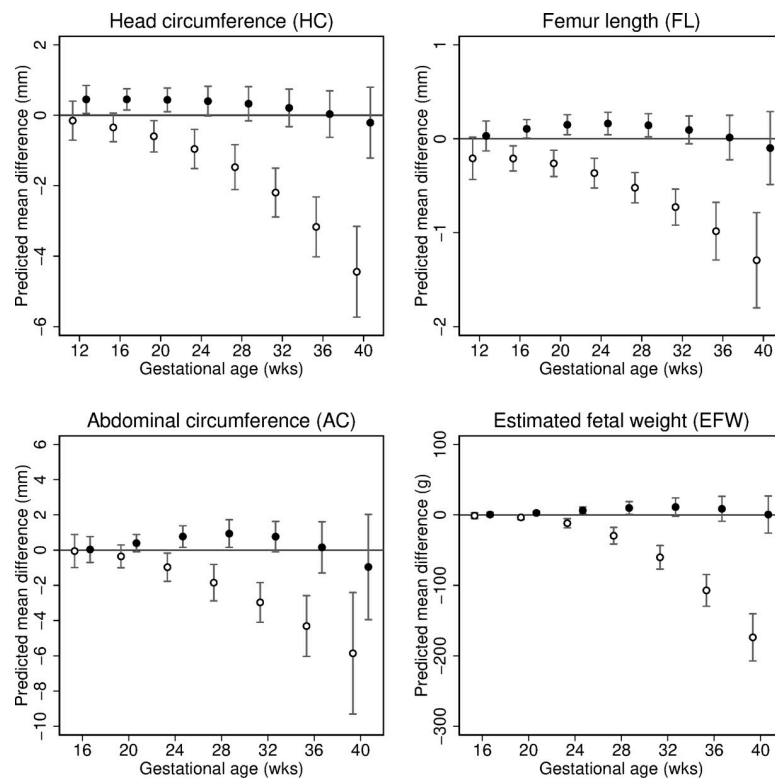 Head circumference (HC)
Predicted mean difference (mm)
2
0
−2
−4
−6
12 16 20 24 28 32 36 40
Gestational age (wks)
Femur length (FL)
Predicted mean difference (mm)
1
0
−1
−2
12 16 20 24 28 32 36 40
Gestational age (wks)
Abdominal circumference (AC)
Predicted mean difference (mm)
6
4
2
0
−2
−4
−6
−8
−10
16 20 24 28 32 36 40
Gestational age (wks)
Estimated fetal weight (EFW)
Predicted mean difference (g)
100
0
−100
−200
−300
16 20 24 28 32 36 40
Gestational age (wks)